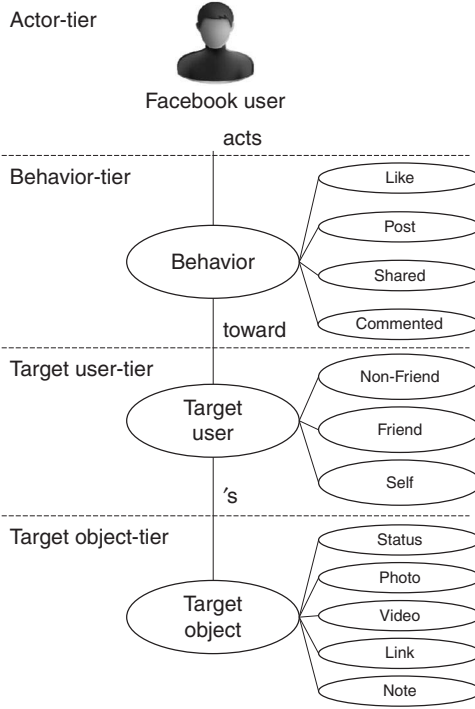 Actor-tier
Facebook user
acts
Behavior-tier
Like
Post
Behavior
Shared
Commented
toward
Target user-tier
Non-Friend
Target
user
Friend
Self
's
Target object-tier
Status
Photo
Target
object
Video
Link
Note